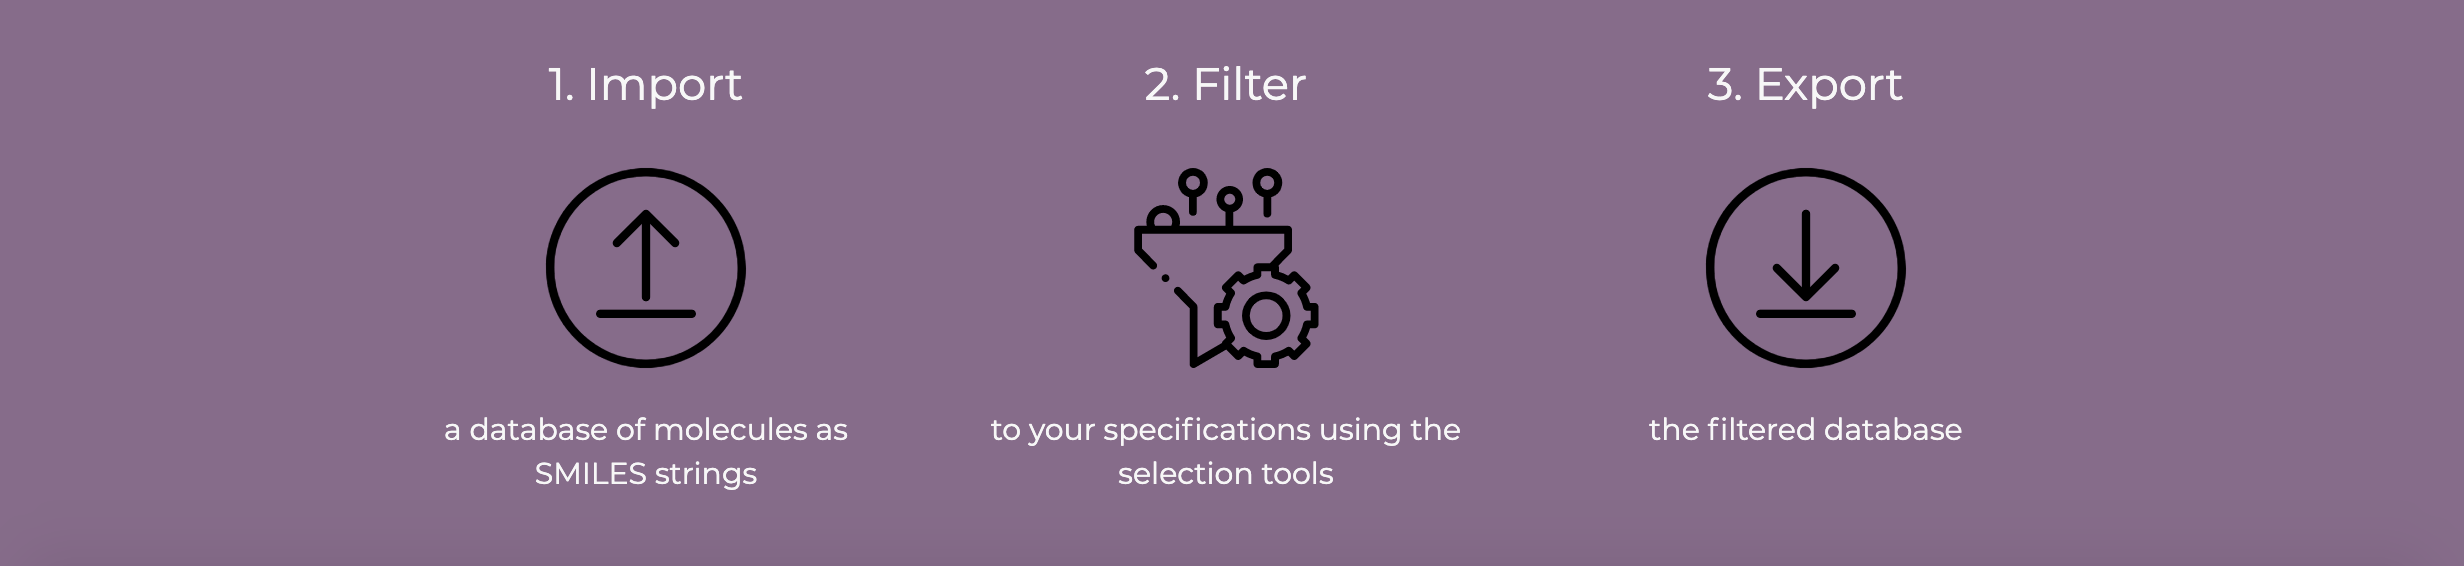 1. Import
a database of molecules as
SMILES strings
2. Filter
to your specifications using the
selection tools
3. Export
the filtered database